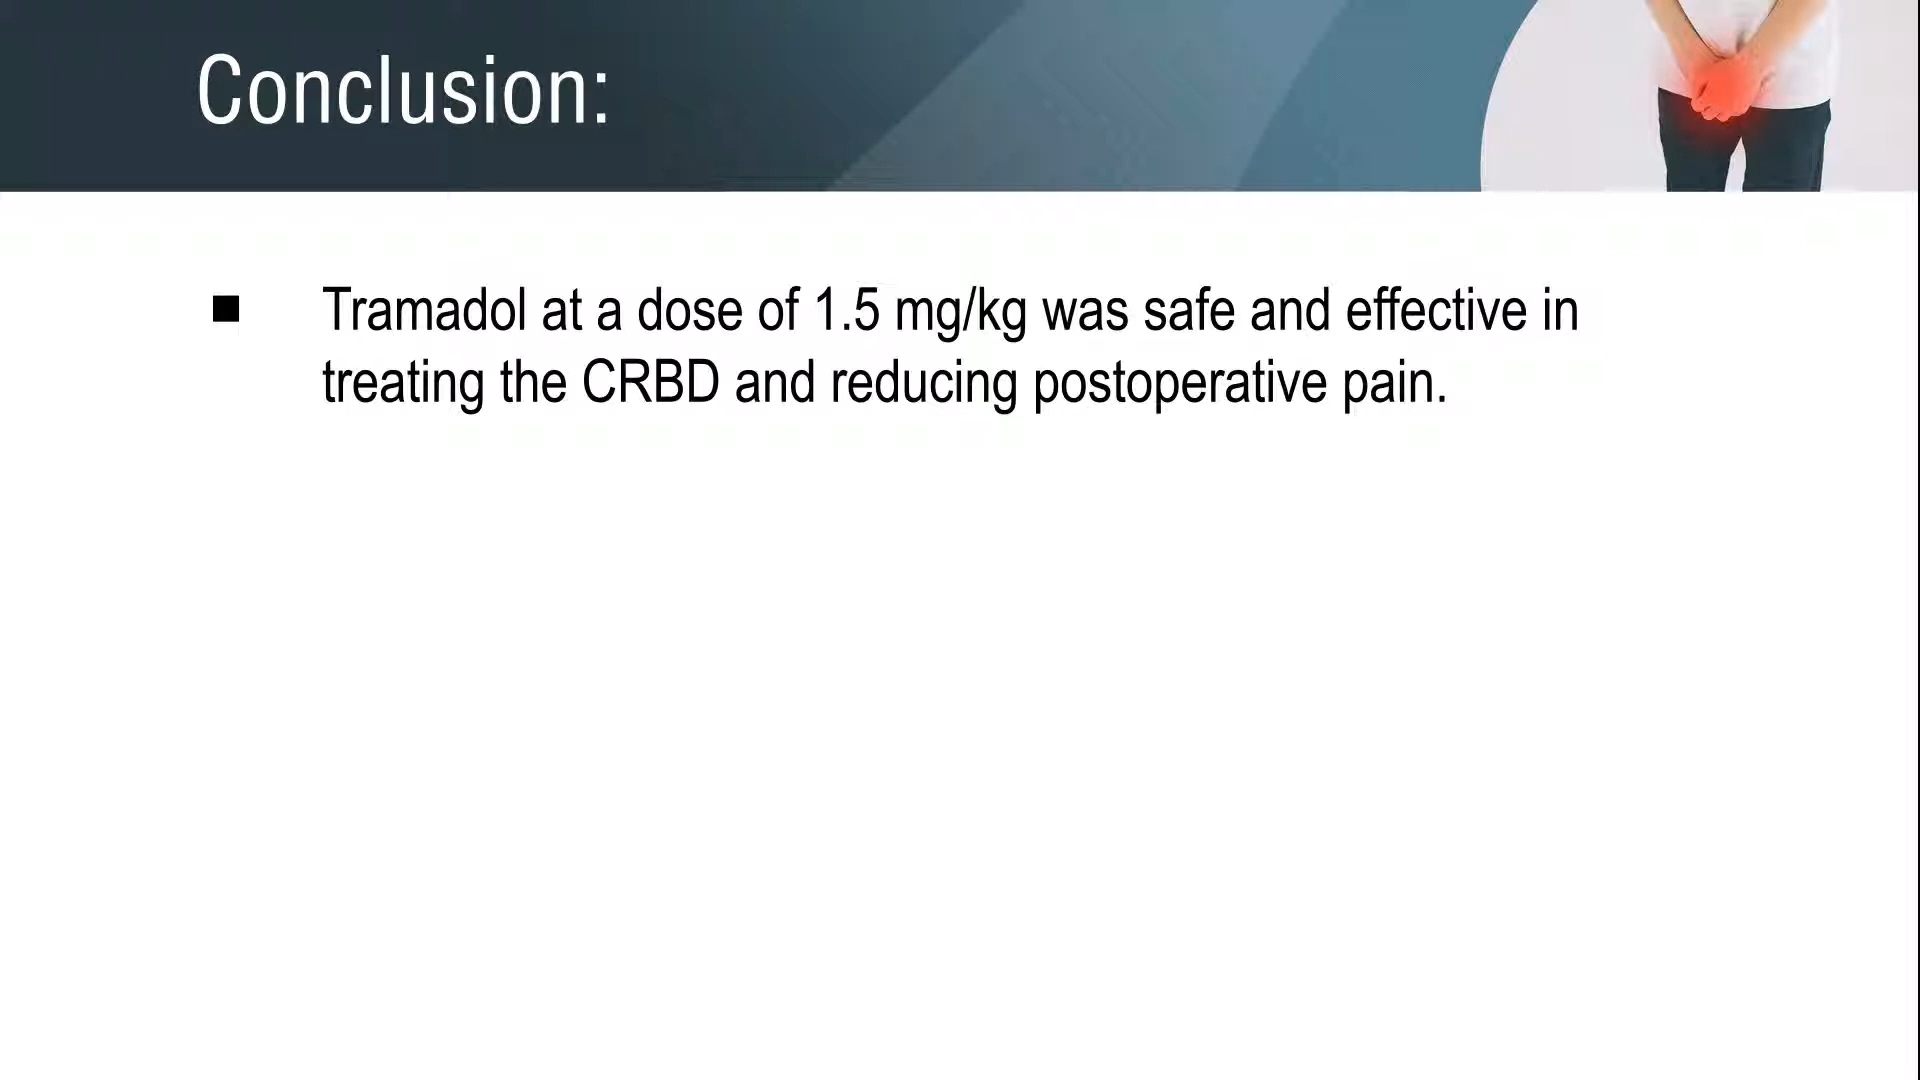 Conclusion:
■ Tramadol at a dose of 1.5 mg/kg was safe and effective in
treating the CRBD and reducing postoperative pain.